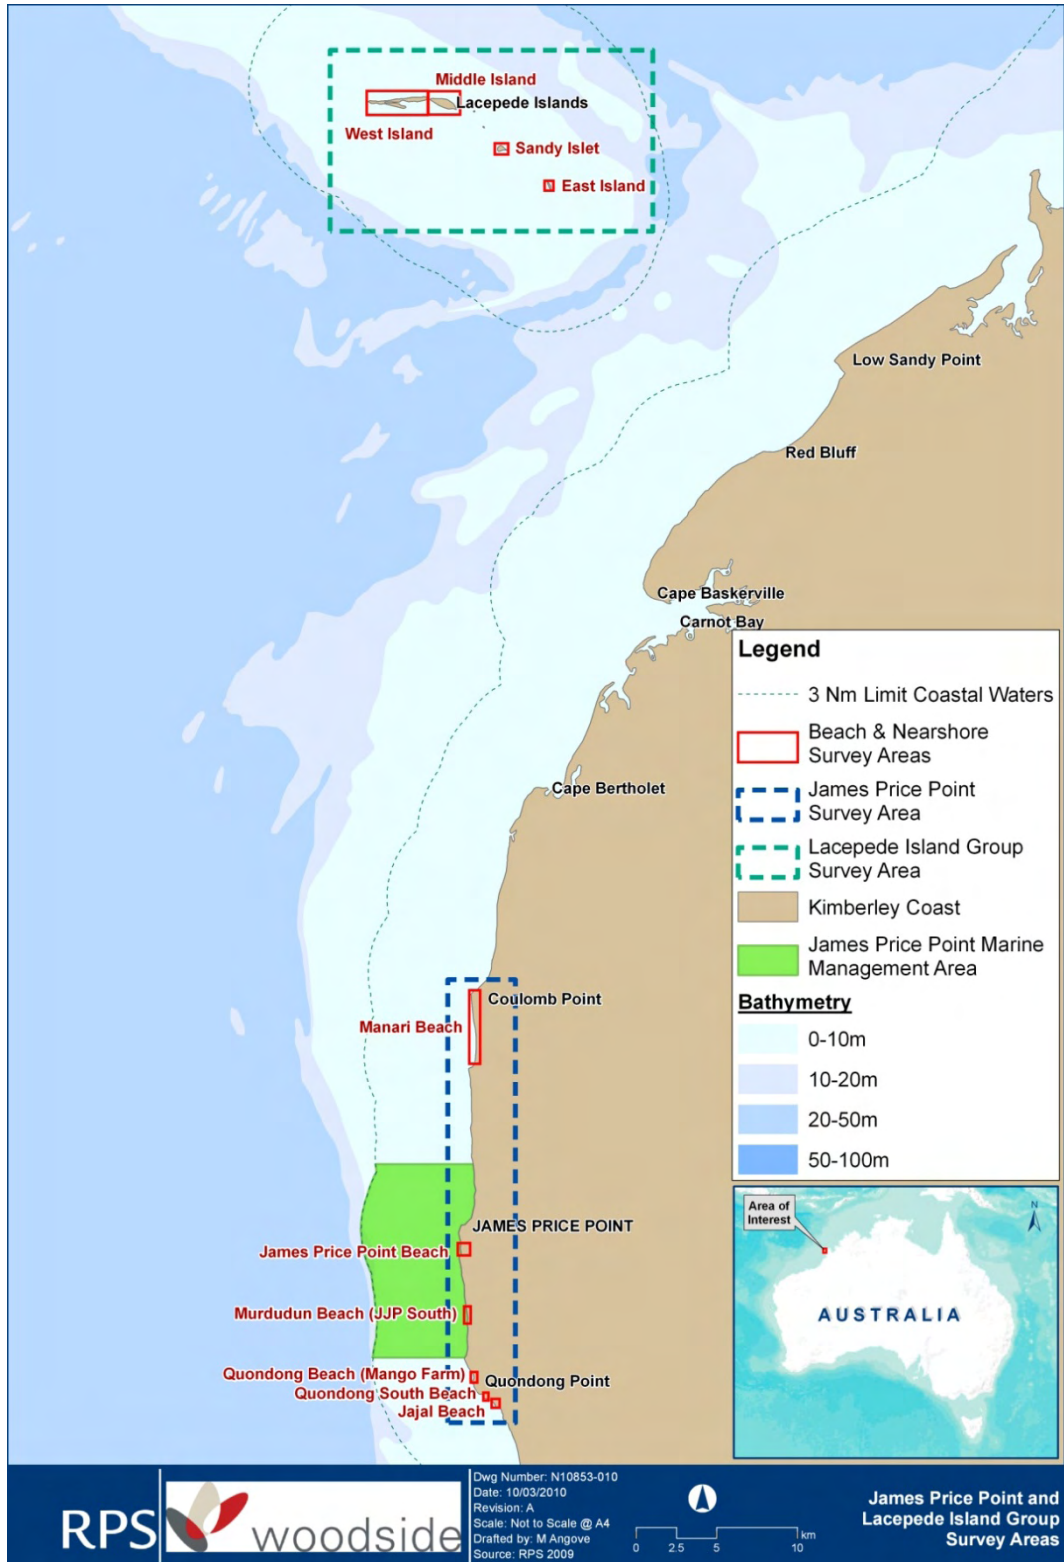 Middle Island
Lacepede Islands
West Island
Sandy Islet
East Island
Low Sandy Point
Red Bluff
Cape Baskerville
Carnot Bay
Cape Bertholet
Coulomb Point
Manari Beach
JAMES PRICE POINT
James Price Point Beach
Murdudun Beach (JJP South)
Quondong Beach (Mango Farm)
Quondong Point
Quondong South Beach
Jajal Beach
Legend
3 Nm Limit Coastal Waters
Beach & Nearshore
Survey Areas
James Price Point
Survey Area
Lacepede Island Group
Survey Area
Kimberley Coast
James Price Point Marine
Management Area
Bathymetry
0-10m
10-20m
20-50m
50-100m
Area of
Interest
N
AUSTRALIA
RPS
woodside
Dwg Number: N10853-010
Date: 10/03/2010
Revision: A
Scale: Not to Scale @ A4
Drafted by: M Angove
Source: RPS 2009
km
0 2.5 5 10
James Price Point and
Lacepede Island Group
Survey Areas